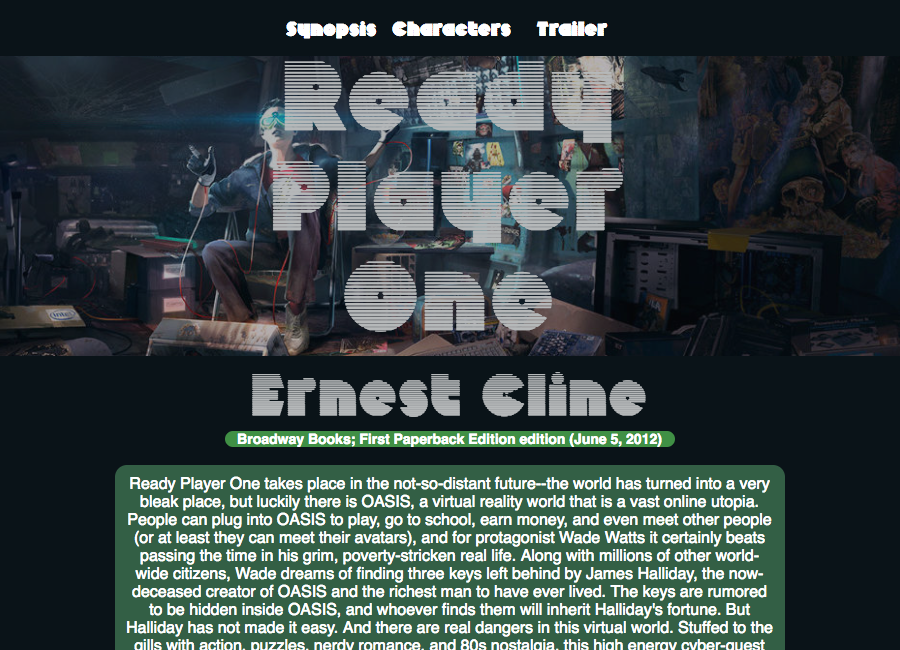 Synopsis Characters Trailer
Ready
Player
One
intel
Ernest Cline
Broadway Books; First Paperback Edition edition (June 5, 2012)
Ready Player One takes place in the not-so-distant future--the world has turned into a very
bleak place, but luckily there is OASIS, a virtual reality world that is a vast online utopia.
People can plug into OASIS to play, go to school, earn money, and even meet other people
(or at least they can meet their avatars), and for protagonist Wade Watts it certainly beats
passing the time in his grim, poverty-stricken real life. Along with millions of other world-
wide citizens, Wade dreams of finding three keys left behind by James Halliday, the now-
deceased creator of OASIS and the richest man to have ever lived. The keys are rumored
to be hidden inside OASIS, and whoever finds them will inherit Halliday's fortune. But
Halliday has not made it easy. And there are real dangers in this virtual world. Stuffed to the
gills with action, puzzles, nerdy romance, and 80s nostalgia, this high energy cyber-quest